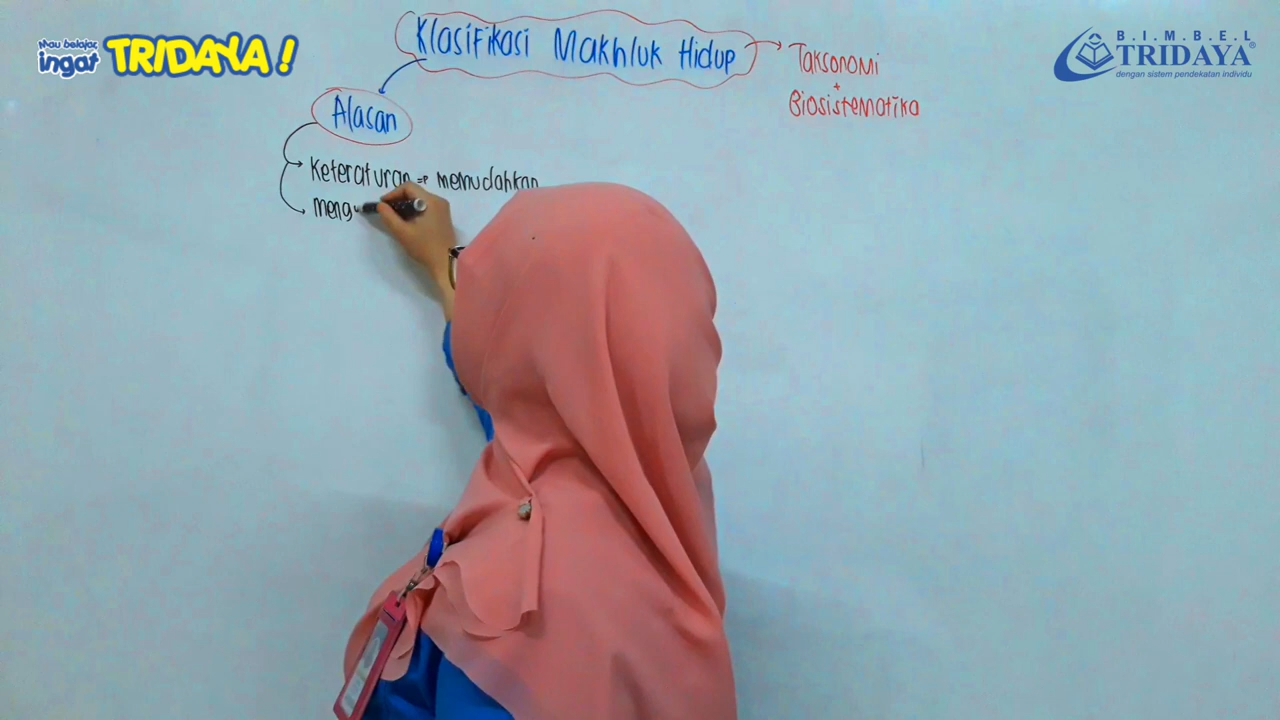 Mau belajar,
ingat TRIDAYA !
Klasifikasi Makhluk Hidup
Taksonomi
+
Biosistematika
B.I.M.B.E.L
TRIDAYA®
dengan sistem pendekatan individu
Alasan
Keteraturan => memudahkan